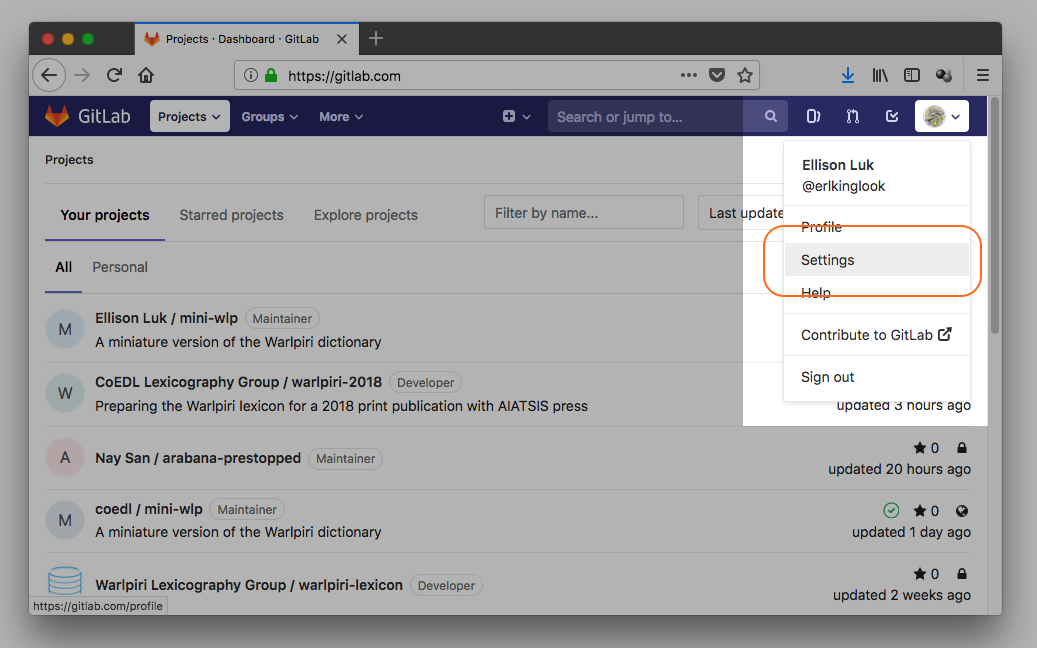 Projects · Dashboard · GitLab
https://gitlab.com
GitLab Projects Groups More Search or jump to...
Projects
Ellison Luk
@erlkinglook
Your projects Starred projects Explore projects Filter by name... Last update
Profile
Settings
Help
Contribute to GitLab
Sign out
All Personal
M Ellison Luk / mini-wlp Maintainer
A miniature version of the Warlpiri dictionary
W CoEDL Lexicography Group / warlpiri-2018 Developer
Preparing the Warlpiri lexicon for a 2018 print publication with AIATSIS press
updated 3 hours ago
A Nay San / arabana-prestopped Maintainer
0
updated 20 hours ago
M coedl / mini-wlp Maintainer
A miniature version of the Warlpiri dictionary
0
updated 1 day ago
Warlpiri Lexicography Group / warlpiri-lexicon Developer
0
updated 2 weeks ago
https://gitlab.com/profile